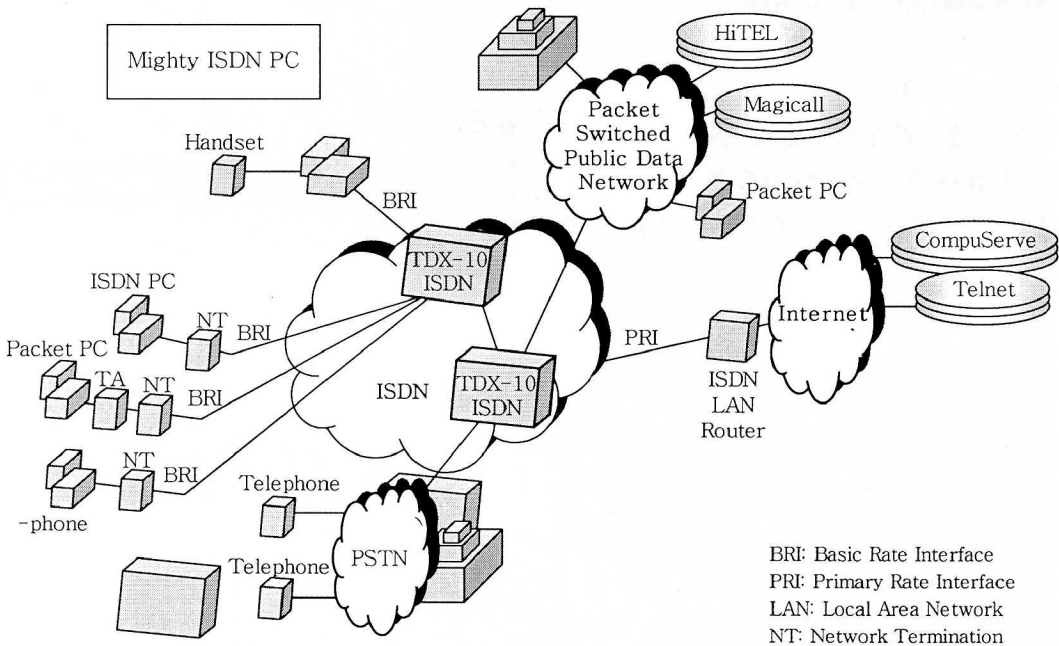 Mighty ISDN PC
HiTEL
Magicall
Packet
Switched
Public Data
Network
Handset
BRI
Packet PC
CompuServe
Telnet
Internet
TDX-10
ISDN
ISDN PC
NT
BRI
PRI
Packet PC
TA
NT
BRI
ISDN
TDX-10
ISDN
ISDN
LAN
Router
NT
BRI
-phone
Telephone
PSTN
Telephone
BRI: Basic Rate Interface
PRI: Primary Rate Interface
LAN: Local Area Network
NT: Network Termination